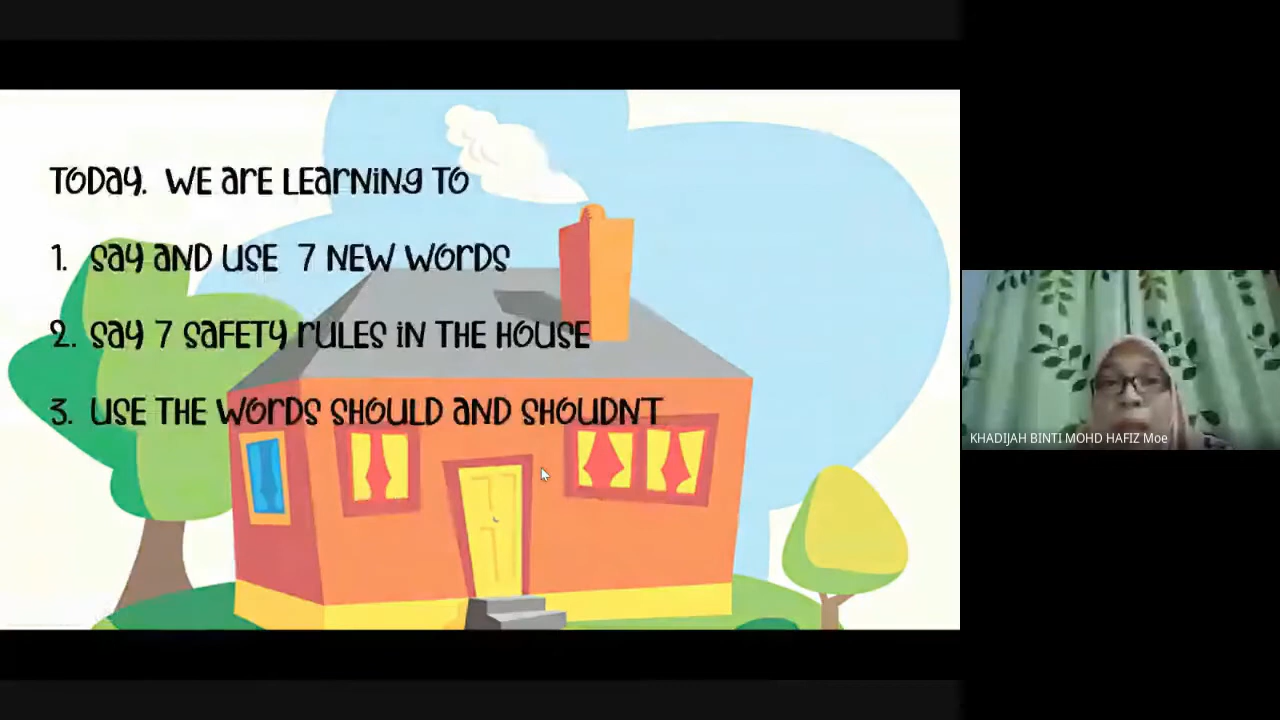 TODAY. WE ARE LEARNING TO
1. SAY AND USE 7 NEW WORDS
2. SAY 7 SAFETY RULES IN THE HOUSE
3. USE THE WORDS SHOULD AND SHOUDN'T
KHADIJAH BINTI MOHD HAFIZ Moe